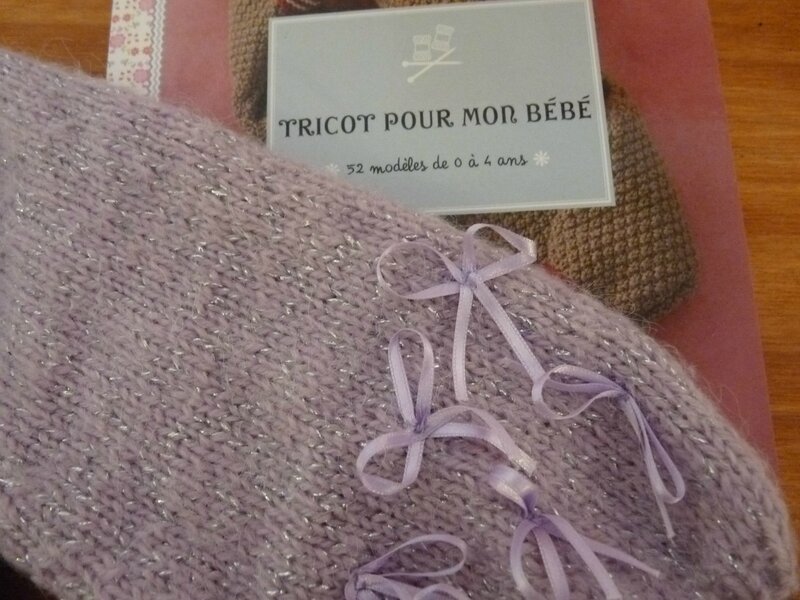 TRICOT POUR MON BÉBÉ
52 modèles de 0 à 4 ans